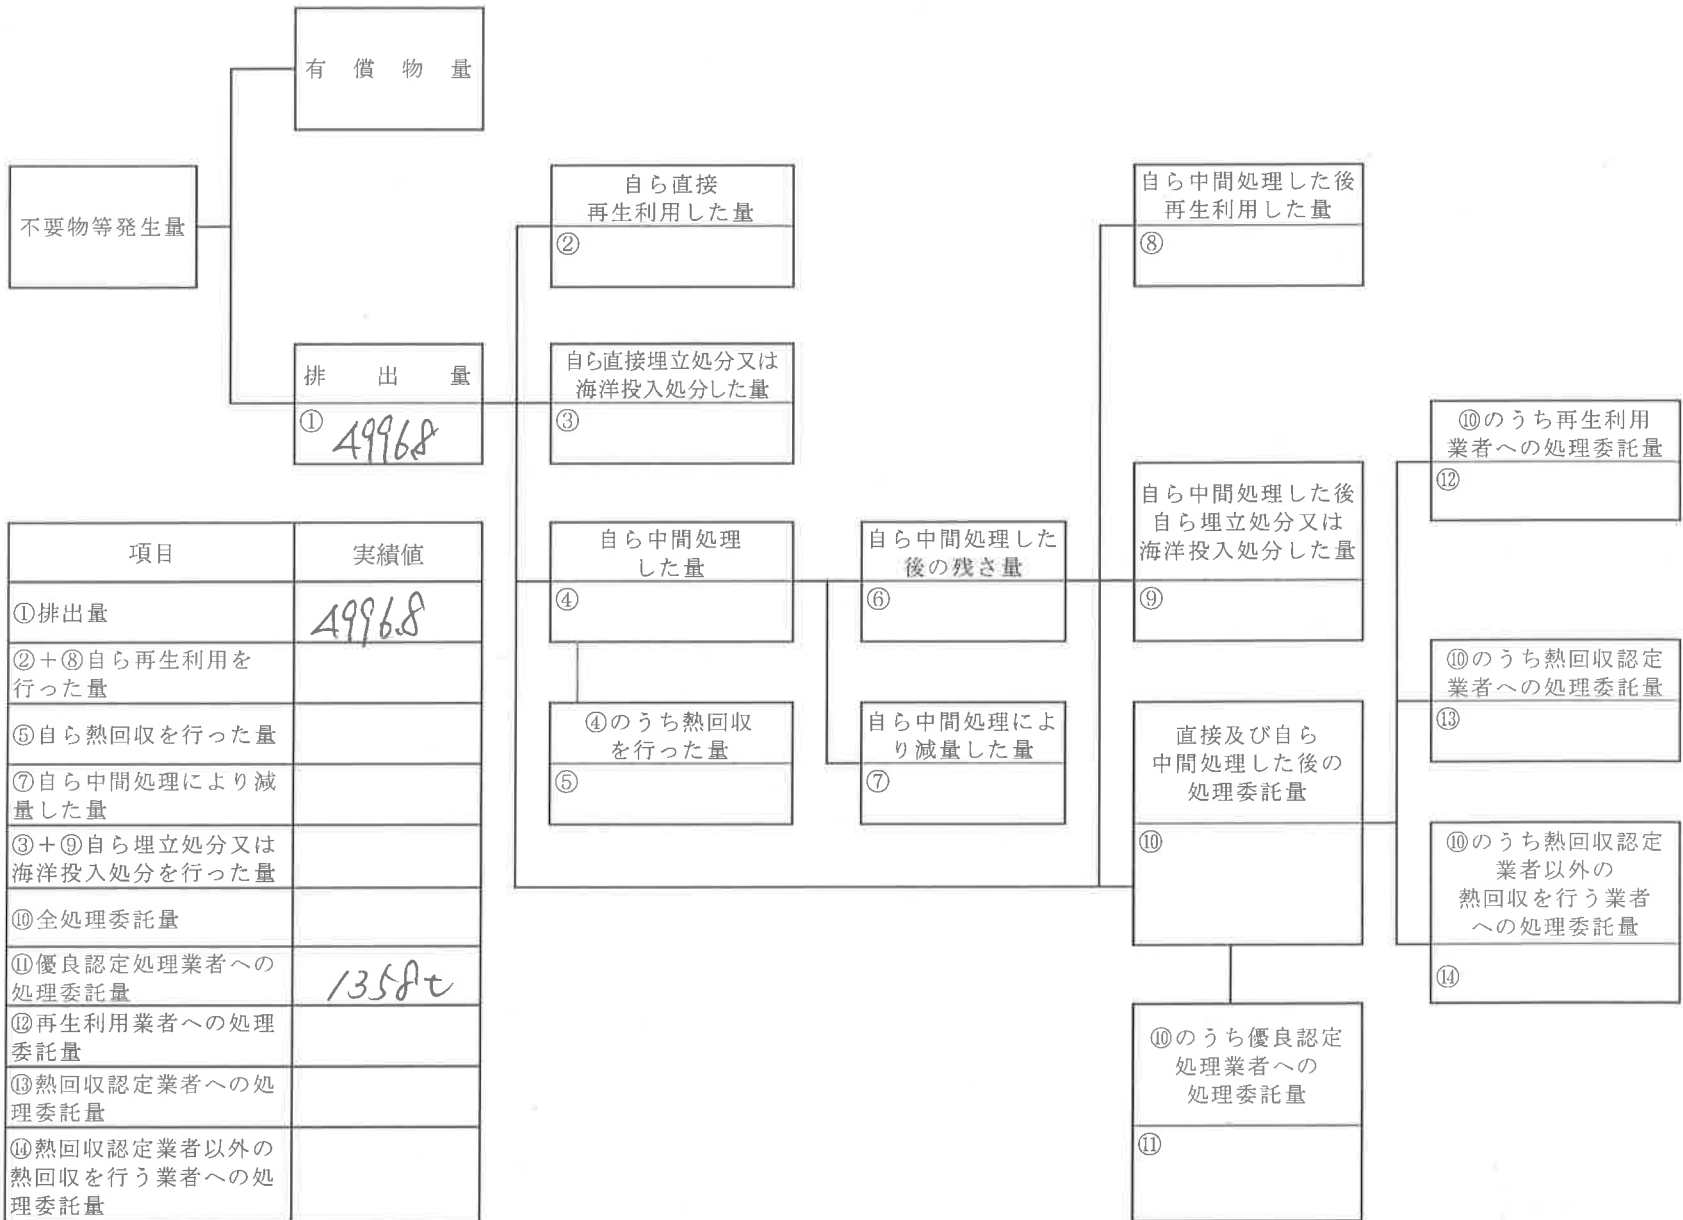 有償物量
不要物等発生量
排出量
① 4996.8
自ら直接
再生利用した量
②
自ら直接埋立処分又は
海洋投入処分した量
③
自ら中間処理
した量
④
④のうち熱回収
を行った量
⑤
自ら中間処理した
後の残さ量
⑥
自ら中間処理によ
り減量した量
⑦
自ら中間処理した後
再生利用した量
⑧
自ら中間処理した後
自ら埋立処分又は
海洋投入処分した量
⑨
直接及び自ら
中間処理した後の
処理委託量
⑩
⑩のうち優良認定
処理業者への
処理委託量
⑪
⑩のうち再生利用
業者への処理委託量
⑫
⑩のうち熱回収認定
業者への処理委託量
⑬
⑩のうち熱回収認定
業者以外の
熱回収を行う業者
への処理委託量
⑭
項目 実績値
①排出量 4996.8
②+⑧自ら再生利用を
行った量
⑤自ら熱回収を行った量
⑦自ら中間処理により減
量した量
③+⑨自ら埋立処分又は
海洋投入処分を行った量
⑩全処理委託量
⑪優良認定処理業者への
処理委託量 1358t
⑫再生利用業者への処理
委託量
⑬熱回収認定業者への処
理委託量
⑭熱回収認定業者以外の
熱回収を行う業者への処
理委託量